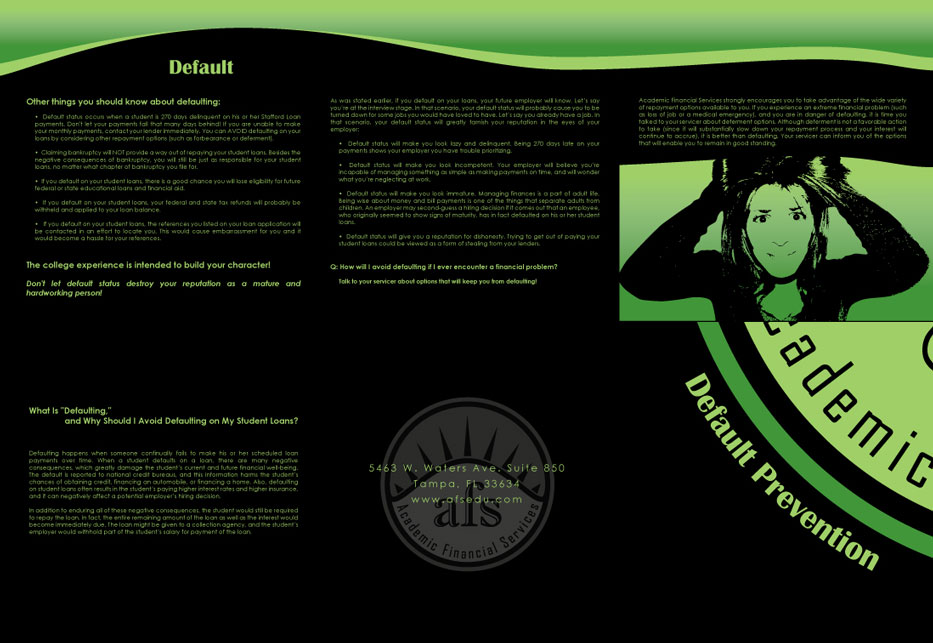 Default
Other things you should know about defaulting:
• Default status occurs when a student is 270 days delinquent on his or her Stafford Loan
payments. Don't let your payments fall that many days behind! If you are unable to make
your monthly payments, contact your lender immediately. You can AVOID defaulting on your
loans by considering other repayment options (such as forbearance or deferment).
• Claiming bankruptcy will NOT provide a way out of repaying your student loans. Besides the
negative consequences of bankruptcy, you will still be just as responsible for your student
loans, no matter what chapter of bankruptcy you file for.
• If you default on your student loans, there is a good chance you will lose eligibility for future
federal or state educational loans and financial aid.
• If you default on your student loans, your federal and state tax refunds will probably be
withheld and applied to your loan balance.
• If you default on your student loans, the references you listed on your loan application will
be contacted in an effort to locate you. This would cause embarrassment for you and it
would become a hassle for your references.
The college experience is intended to build your character!
Don't let default status destroy your reputation as a mature and
hardworking person!
As was stated earlier, if you default on your loans, your future employer will know. Let's say
you're at the interview stage. In that scenario, your default status will probably cause you to be
turned down for some jobs you would have loved to have. Let's say you already have a job. In
that scenario, your default status will greatly tarnish your reputation in the eyes of your
employer:
• Default status will make you look lazy and delinquent. Being 270 days late on your
payments shows your employer you have trouble prioritizing.
• Default status will make you look incompetent. Your employer will believe you're
incapable of managing something as simple as making payments on time, and will wonder
what you're neglecting at work.
• Default status will make you look immature. Managing finances is a part of adult life.
Being wise about money and bill payments is one of the things that separate adults from
children. An employer may second-guess a hiring decision if it comes out that an employee,
who originally seemed to show signs of maturity, has in fact defaulted on his or her student
loans.
• Default status will give you a reputation for dishonesty. Trying to get out of paying your
student loans could be viewed as a form of stealing from your lenders.
Q: How will I avoid defaulting if I ever encounter a financial problem?
Talk to your servicer about options that will keep you from defaulting!
Academic Financial Services strongly encourages you to take advantage of the wide variety
of repayment options available to you. If you experience an extreme financial problem (such
as loss of job or a medical emergency), and you are in danger of defaulting, it is time you
talked to your servicer about deferment options. Although deferment is not a favorable action
to take (since it will substantially slow down your repayment process and your interest will
continue to accrue), it is better than defaulting. Your servicer can inform you of the options
that will enable you to remain in good standing.
What Is "Defaulting,"
and Why Should I Avoid Defaulting on My Student Loans?
Defaulting happens when someone continually fails to make his or her scheduled loan
payments over time. When a student defaults on a loan, there are many negative
consequences, which greatly damage the student's current and future financial well-being.
The default is reported to national credit bureaus, and this information harms the student's
chances of obtaining credit, financing an automobile, or financing a home. Also, defaulting
on student loans often results in the student's paying higher interest rates and higher insurance,
and it can negatively affect a potential employer's hiring decision.
In addition to enduring all of these negative consequences, the student would still be required
to repay the loan. In fact, the entire remaining amount of the loan as well as the interest would
become immediately due. The loan might be given to a collection agency, and the student's
employer would withhold part of the student's salary for payment of the loan.
5463 W. Waters Ave. Suite 850
Tampa, FL 33634
www.afsedu.com
afs
Academic Financial Services
Academic
Default Prevention